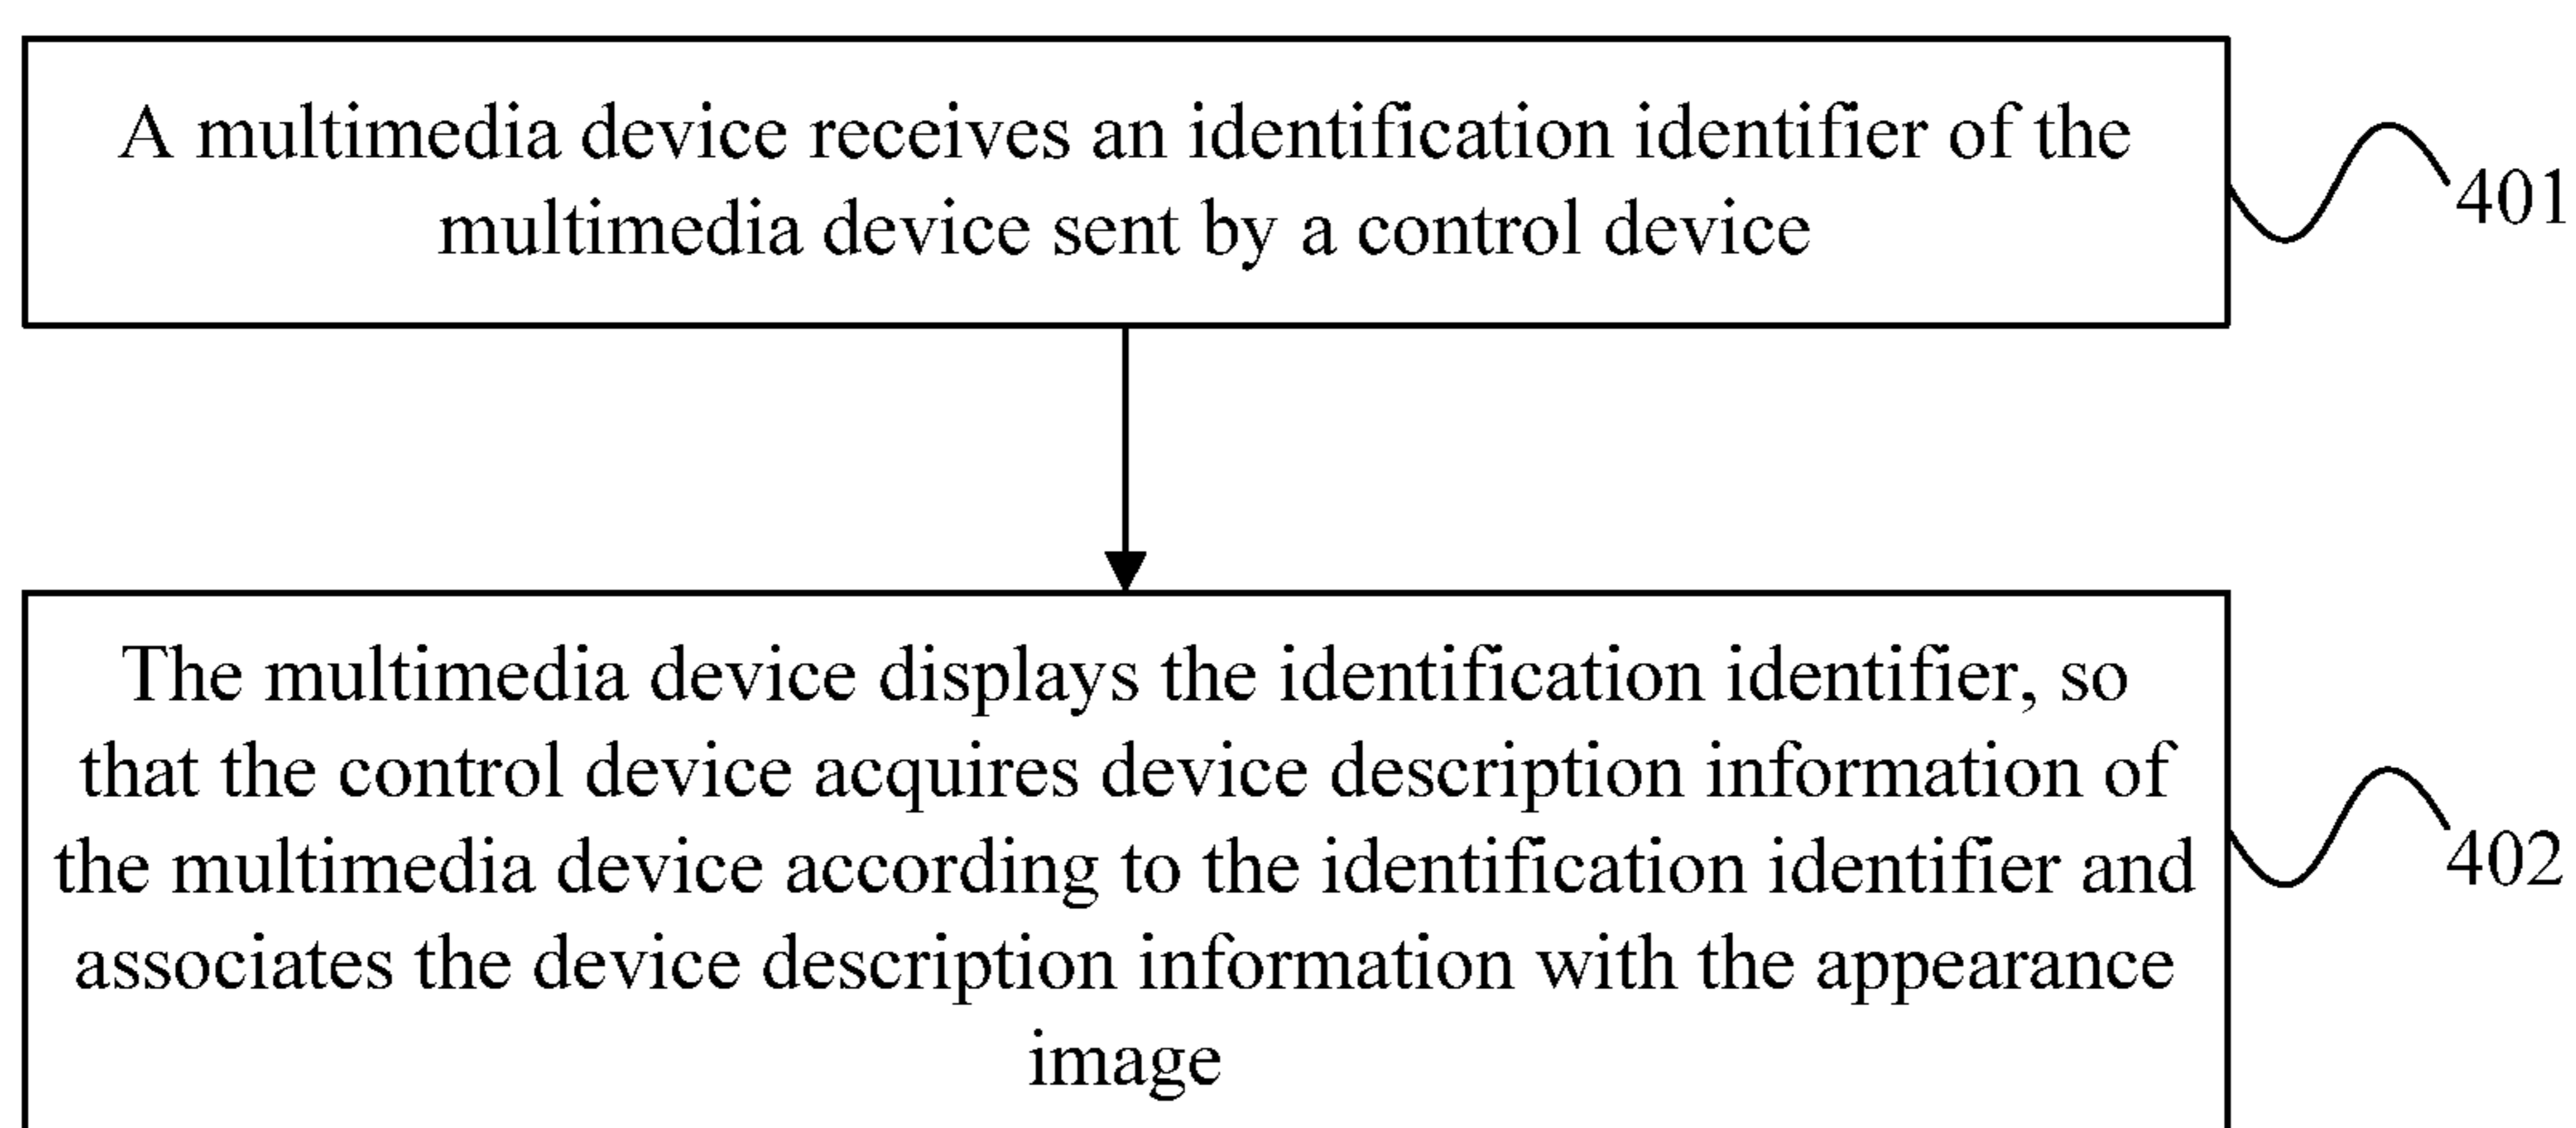 A multimedia device receives an identification identifier of the
multimedia device sent by a control device
401
The multimedia device displays the identification identifier, so
that the control device acquires device description information of
the multimedia device according to the identification identifier and
associates the device description information with the appearance
image
402